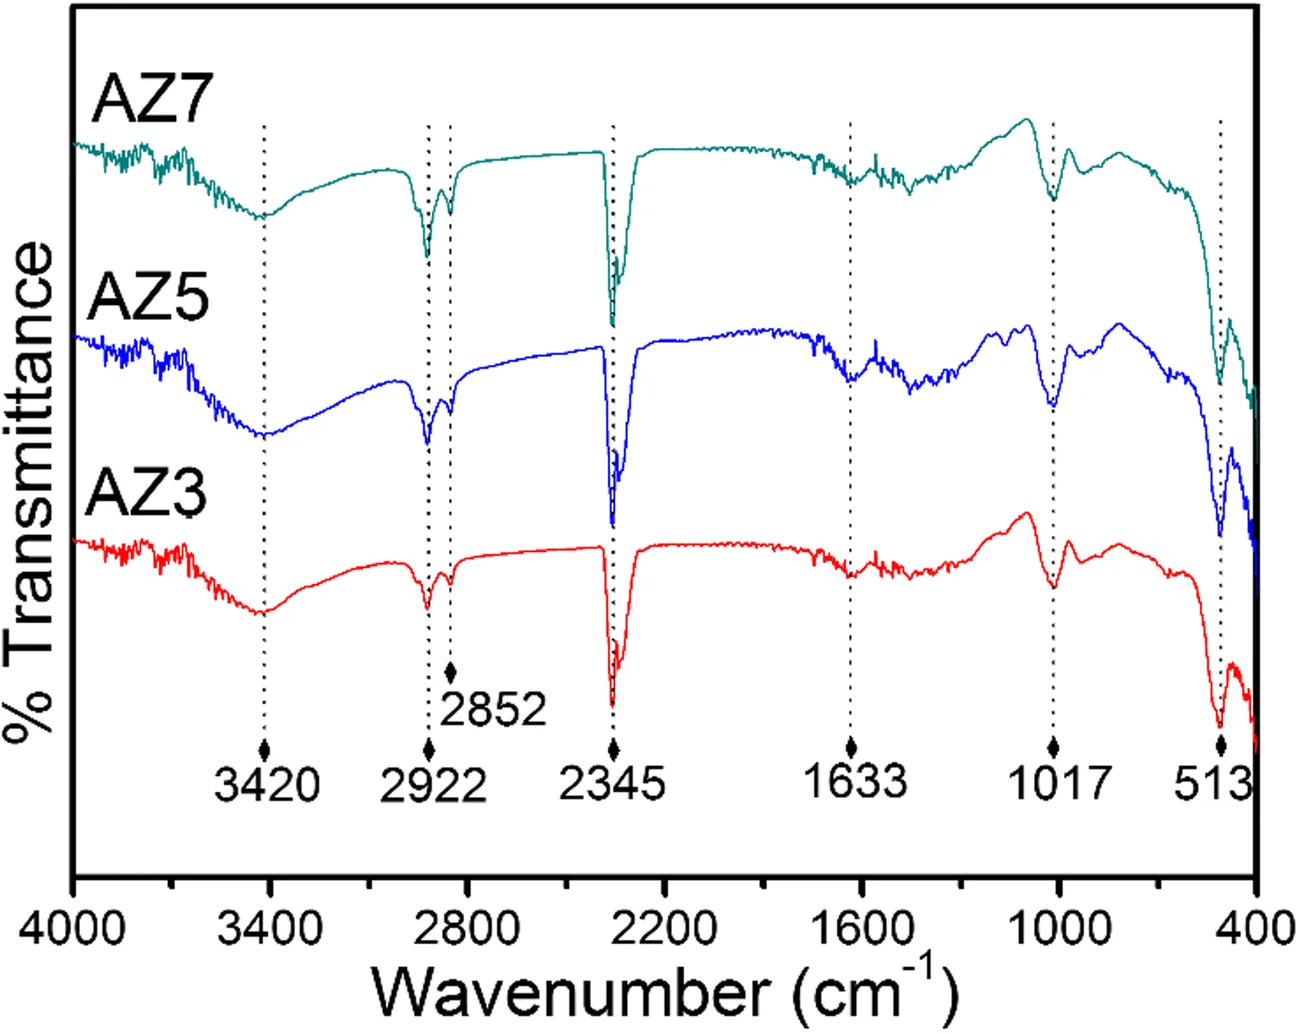 AZ7
AZ5
AZ3
% Transmittance
2852
3420 2922 2345 1633 1017 513
4000 3400 2800 2200 1600 1000 400
Wavenumber (cm⁻¹)